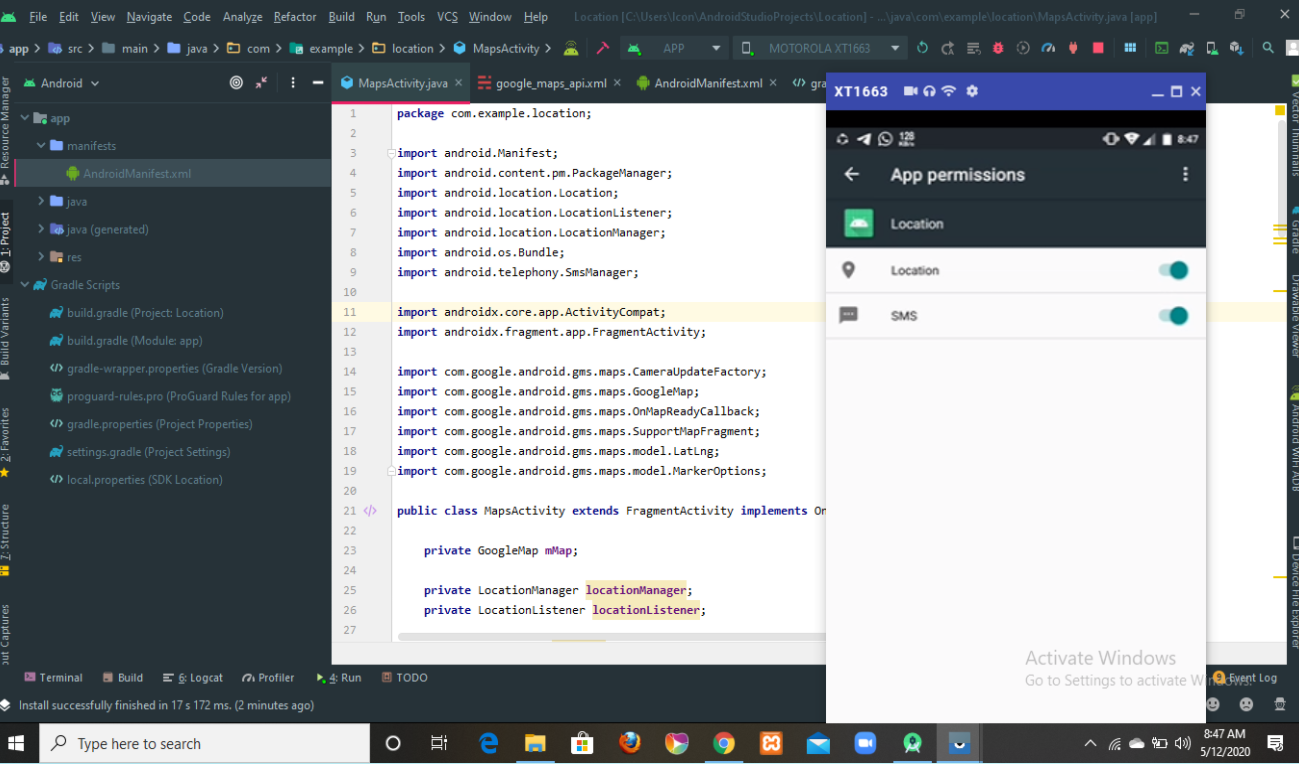 File Edit View Navigate Code Analyze Refactor Build Run Tools VCS Window Help Location [C:\Users\Icon\AndroidStudioProjects\Location] - ...\java\com\example\location\MapsActivity.java [app]
app src main java com example location MapsActivity APP MOTOROLA XT1663
Android MapsActivity.java google_maps_api.xml AndroidManifest.xml gra
Resource Manager
1: Project
Build Variants
2: Favorites
7: Structure
out Captures
app
manifests
AndroidManifest.xml
java
java (generated)
res
Gradle Scripts
build.gradle (Project: Location)
build.gradle (Module: app)
gradle-wrapper.properties (Gradle Version)
proguard-rules.pro (ProGuard Rules for app)
gradle.properties (Project Properties)
settings.gradle (Project Settings)
local.properties (SDK Location)
1 package com.example.location;
2
3 import android.Manifest;
4 import android.content.pm.PackageManager;
5 import android.location.Location;
6 import android.location.LocationListener;
7 import android.location.LocationManager;
8 import android.os.Bundle;
9 import android.telephony.SmsManager;
10
11 import androidx.core.app.ActivityCompat;
12 import androidx.fragment.app.FragmentActivity;
13
14 import com.google.android.gms.maps.CameraUpdateFactory;
15 import com.google.android.gms.maps.GoogleMap;
16 import com.google.android.gms.maps.OnMapReadyCallback;
17 import com.google.android.gms.maps.SupportMapFragment;
18 import com.google.android.gms.maps.model.LatLng;
19 import com.google.android.gms.maps.model.MarkerOptions;
20
21 public class MapsActivity extends FragmentActivity implements On
22
23 private GoogleMap mMap;
24
25 private LocationManager locationManager;
26 private LocationListener locationListener;
27
XT1663
128
KB/s
8:47
App permissions
Location
Location
SMS
Vector Thumbnails
Gradle
Drawable Viewer
Android WiFi ADB
Device File Explorer
Activate Windows
Go to Settings to activate Windows.
Terminal Build 6: Logcat Profiler 4: Run TODO 9 Event Log
Install successfully finished in 17 s 172 ms. (2 minutes ago)
Type here to search
8:47 AM
5/12/2020